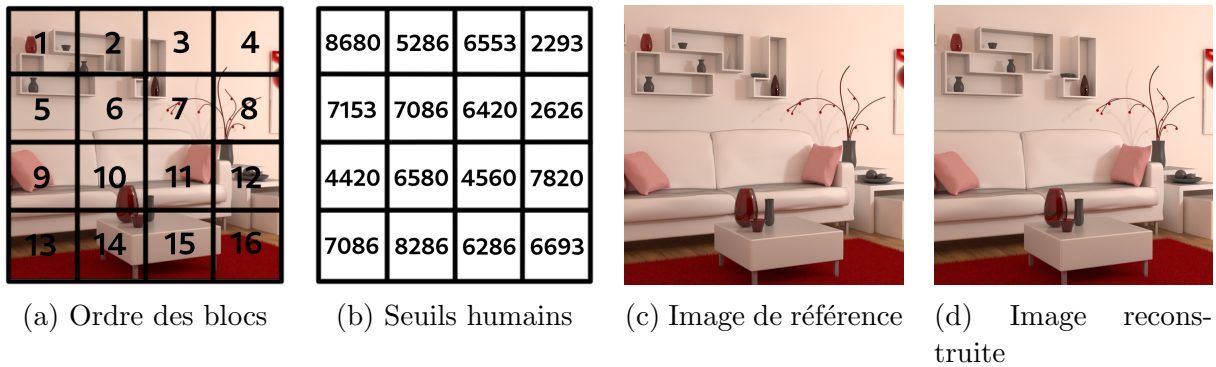 1 2 3 4
5 6 7 8
9 10 11 12
13 14 15 16
8680 5286 6553 2293
7153 7086 6420 2626
4420 6580 4560 7820
7086 8286 6286 6693
(a) Ordre des blocs
(b) Seuils humains
(c) Image de référence
(d) Image recons-
truite